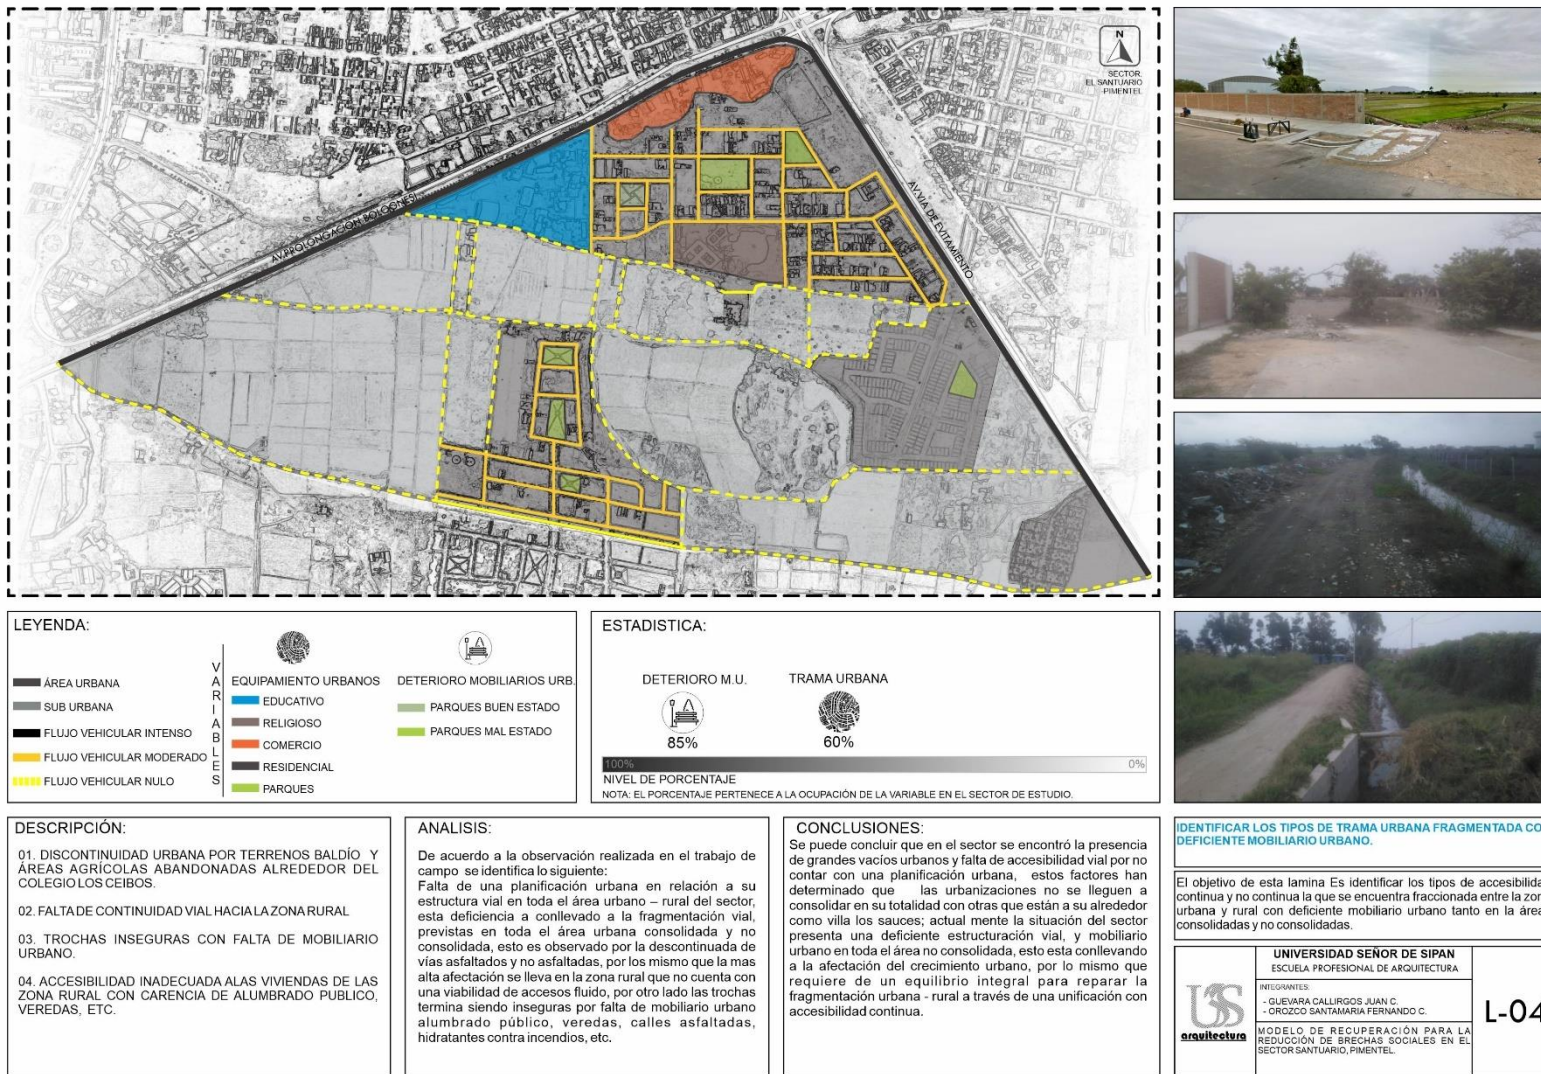 N
SECTOR
EL SANTUARIO
-PIMENTEL
AV.PROLONGACIÓN BOLOGNESI
AV.VIA DE EVITAMIENTO
LEYENDA:
ÁREA URBANA
SUB URBANA
FLUJO VEHICULAR INTENSO
FLUJO VEHICULAR MODERADO
FLUJO VEHICULAR NULO
VARIABLES
EQUIPAMIENTO URBANOS
EDUCATIVO
RELIGIOSO
COMERCIO
RESIDENCIAL
PARQUES
DETERIORO MOBILIARIOS URB.
PARQUES BUEN ESTADO
PARQUES MAL ESTADO
ESTADISTICA:
DETERIORO M.U.
85%
TRAMA URBANA
60%
100%
0%
NIVEL DE PORCENTAJE
NOTA: EL PORCENTAJE PERTENECE A LA OCUPACIÓN DE LA VARIABLE EN EL SECTOR DE ESTUDIO.
DESCRIPCIÓN:
01. DISCONTINUIDAD URBANA POR TERRENOS BALDÍO Y
ÁREAS AGRÍCOLAS ABANDONADAS ALREDEDOR DEL
COLEGIO LOS CEIBOS.
02. FALTA DE CONTINUIDAD VIAL HACIA LA ZONA RURAL
03. TROCHAS INSEGURAS CON FALTA DE MOBILIARIO
URBANO.
04. ACCESIBILIDAD INADECUADA ALAS VIVIENDAS DE LAS
ZONA RURAL CON CARENCIA DE ALUMBRADO PUBLICO,
VEREDAS, ETC.
ANALISIS:
De acuerdo a la observación realizada en el trabajo de
campo se identifica lo siguiente:
Falta de una planificación urbana en relación a su
estructura vial en toda el área urbano – rural del sector,
esta deficiencia a conllevado a la fragmentación vial,
previstas en toda el área urbana consolidada y no
consolidada, esto es observado por la descontinuada de
vías asfaltados y no asfaltados, por los mismo que la mas
alta afectación se lleva en la zona rural que no cuenta con
una viabilidad de accesos fluido, por otro lado las trochas
termina siendo inseguras por falta de mobiliario urbano
alumbrado público, veredas, calles asfaltadas,
hidratantes contra incendios, etc.
CONCLUSIONES:
Se puede concluir que en el sector se encontró la presencia
de grandes vacíos urbanos y falta de accesibilidad vial por no
contar con una planificación urbana, estos factores han
determinado que las urbanizaciones no se lleguen a
consolidar en su totalidad con otras que están a su alrededor
como villa los sauces; actual mente la situación del sector
presenta una deficiente estructuración vial, y mobiliario
urbano en toda el área no consolidada, esto esta conllevando
a la afectación del crecimiento urbano, por lo mismo que
requiere de un equilibrio integral para reparar la
fragmentación urbana - rural a través de una unificación con
accesibilidad continua.
IDENTIFICAR LOS TIPOS DE TRAMA URBANA FRAGMENTADA CO
DEFICIENTE MOBILIARIO URBANO.
El objetivo de esta lamina Es identificar los tipos de accesibilida
continua y no continua la que se encuentra fraccionada entre la zon
urbana y rural con deficiente mobiliario urbano tanto en la área
consolidadas y no consolidadas.
USS
arquitectura
UNIVERSIDAD SEÑOR DE SIPAN
ESCUELA PROFESIONAL DE ARQUITECTURA
INTEGRANTES:
- GUEVARA CALLIRGOS JUAN C.
- OROZCO SANTAMARIA FERNANDO C.
MODELO DE RECUPERACIÓN PARA LA
REDUCCIÓN DE BRECHAS SOCIALES EN EL
SECTOR SANTUARIO, PIMENTEL.
L-04